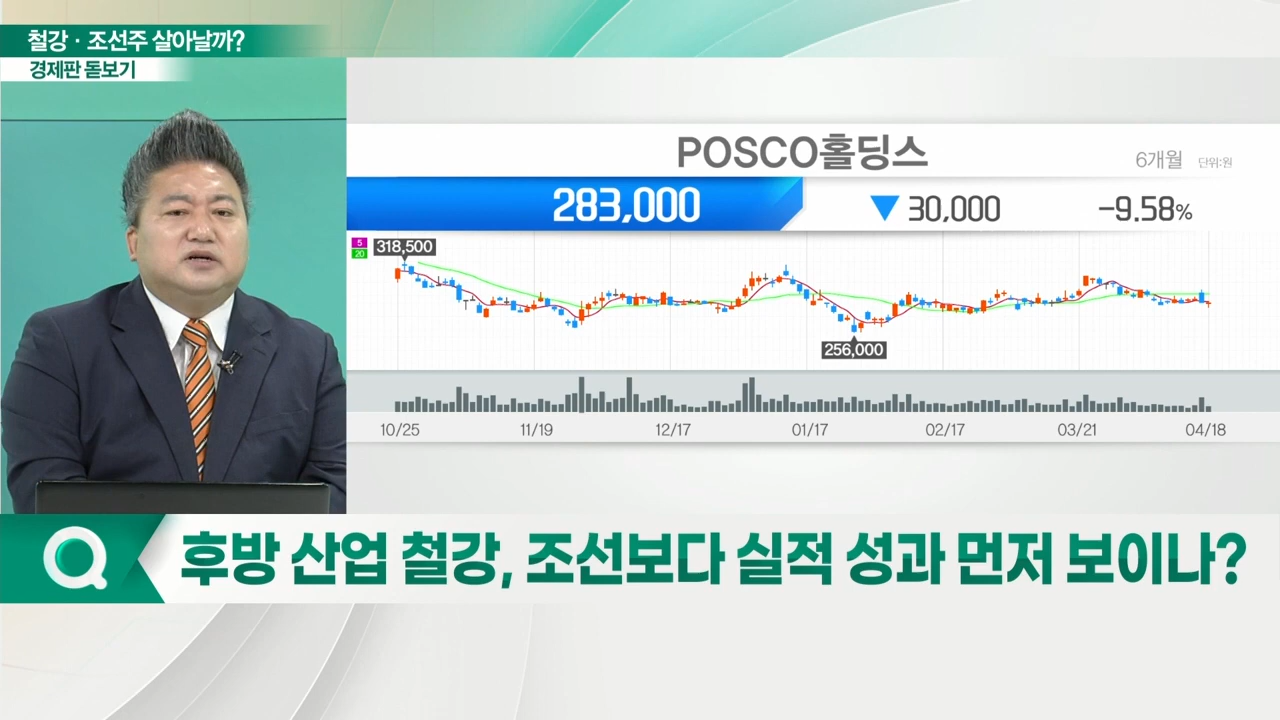 철강·조선주 살아날까?
경제판 돋보기
POSCO홀딩스
6개월 단위:원
283,000 ▼30,000 -9.58%
5
20
318,500
256,000
10/25 11/19 12/17 01/17 02/17 03/21 04/18
후방 산업 철강, 조선보다 실적 성과 먼저 보이나?